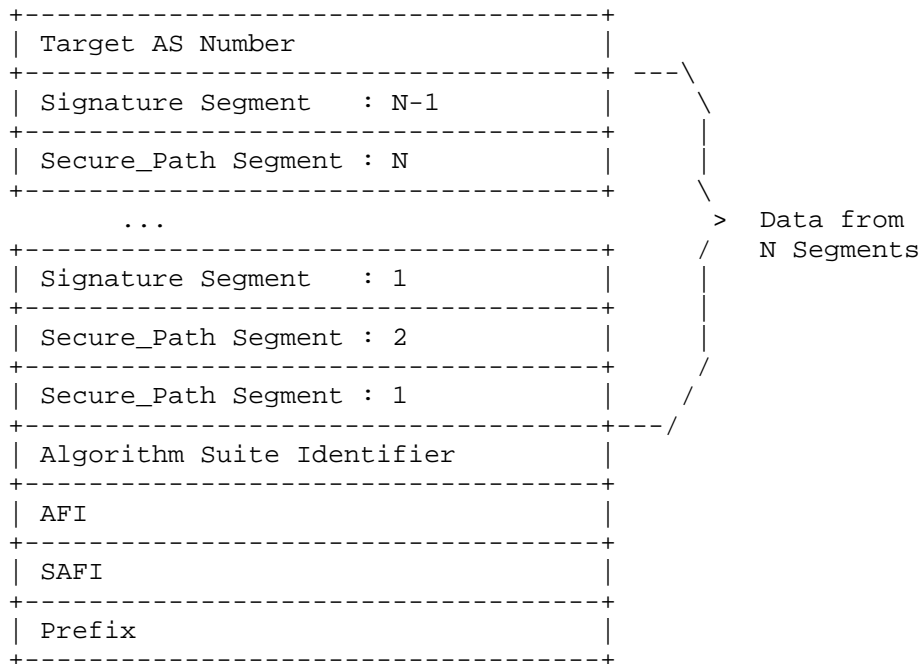 Target AS Number
Signature Segment : N-1
Secure_Path Segment : N
...
> Data from
N Segments
Signature Segment : 1
Secure_Path Segment : 2
Secure_Path Segment : 1
Algorithm Suite Identifier
AFI
SAFI
Prefix